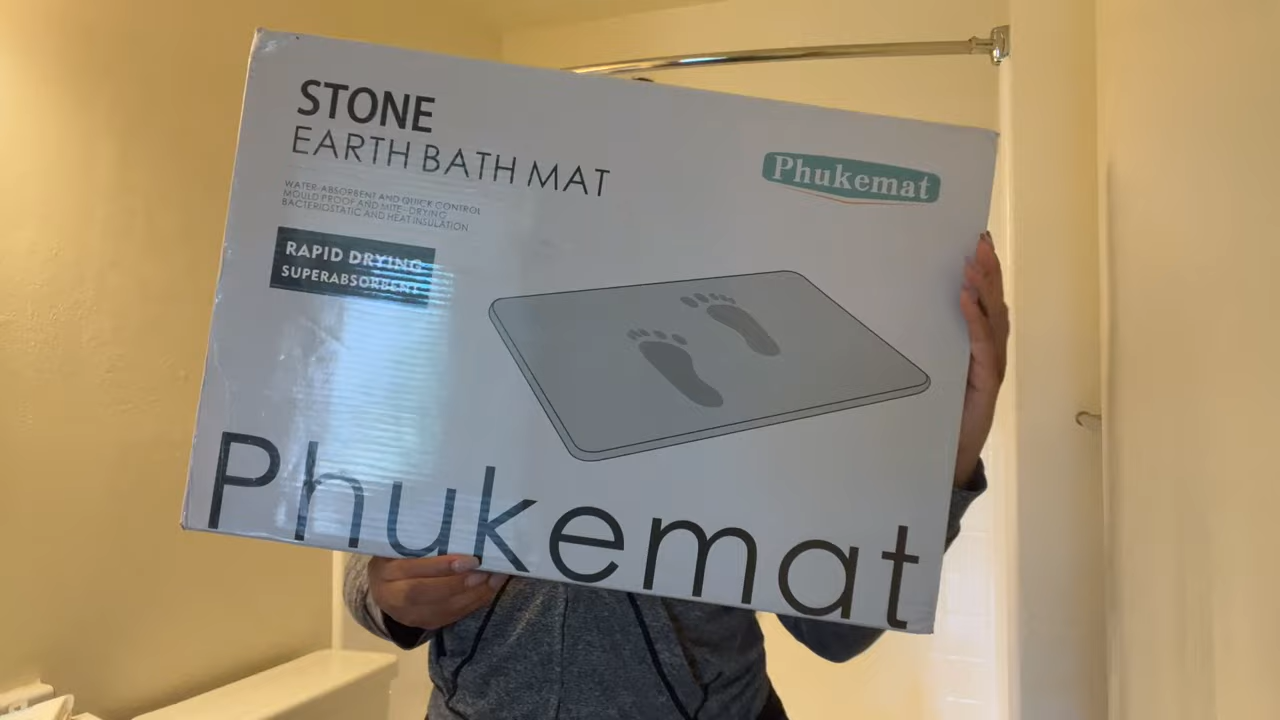 STONE
EARTH BATH MAT
Phukemat
WATER-ABSORBENT AND QUICK CONTROL
MOULD PROOF AND MITE-DRYING
BACTERIOSTATIC AND HEAT INSULATION
RAPID DRYING
SUPERABSORBENT
Phukemat